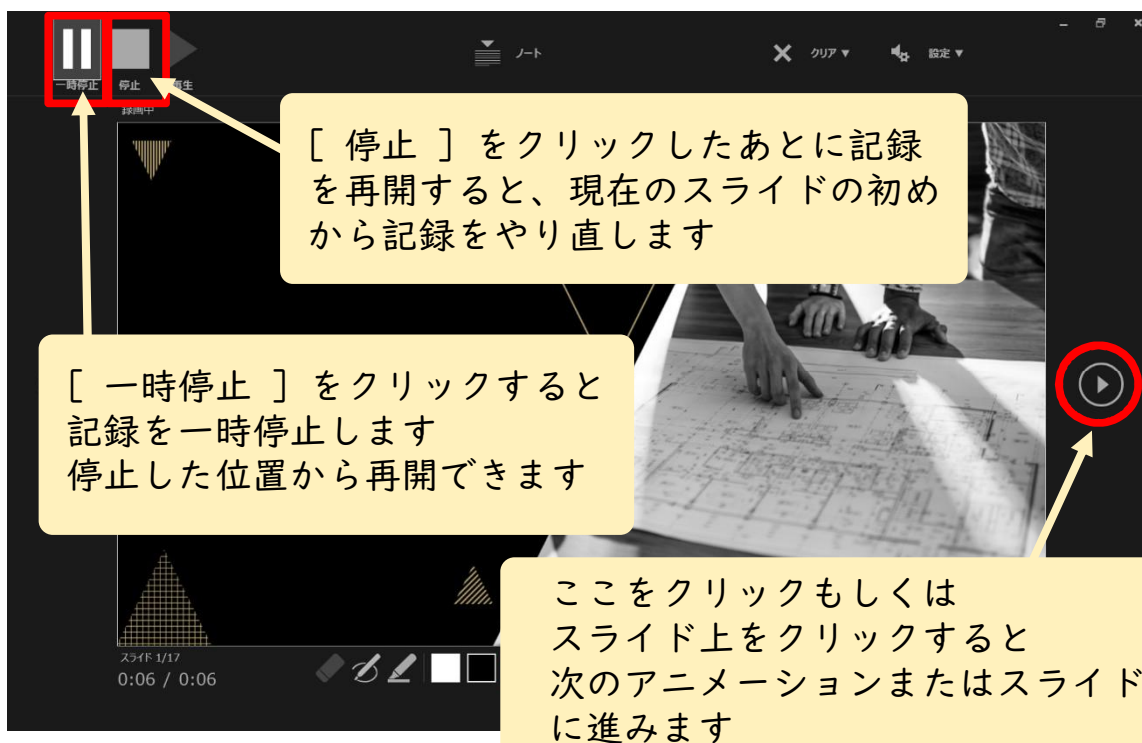 ノート
クリア ▼
設定 ▼
一時停止
停止
再生
録画中
[ 停止 ] をクリックしたあとに記録
を再開すると、現在のスライドの初め
から記録をやり直します
[ 一時停止 ] をクリックすると
記録を一時停止します
停止した位置から再開できます
ここをクリックもしくは
スライド上をクリックすると
次のアニメーションまたはスライド
に進みます
スライド 1/17
0:06 / 0:06